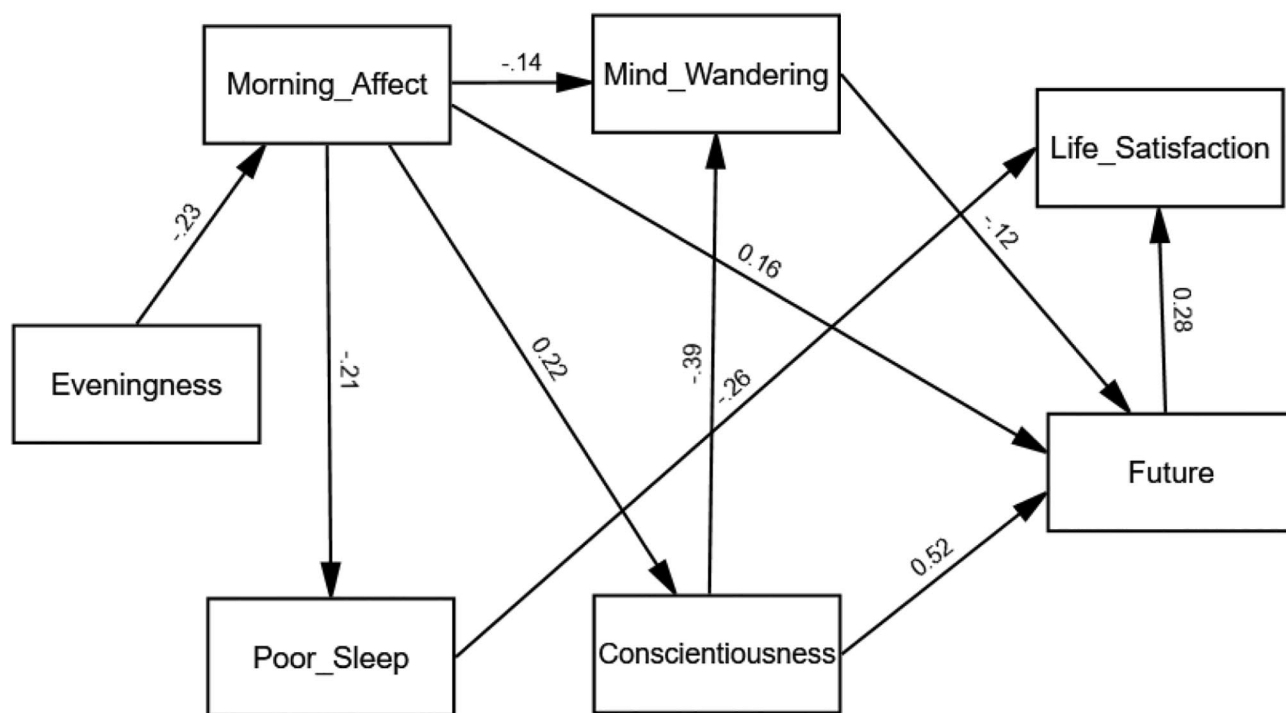 Morning_Affect
-.14
Mind_Wandering
Life_Satisfaction
-.23
0.16
-.12
Eveningness
-.21
0.22
-.39
-.26
0.28
Future
0.52
Poor_Sleep
Conscientiousness